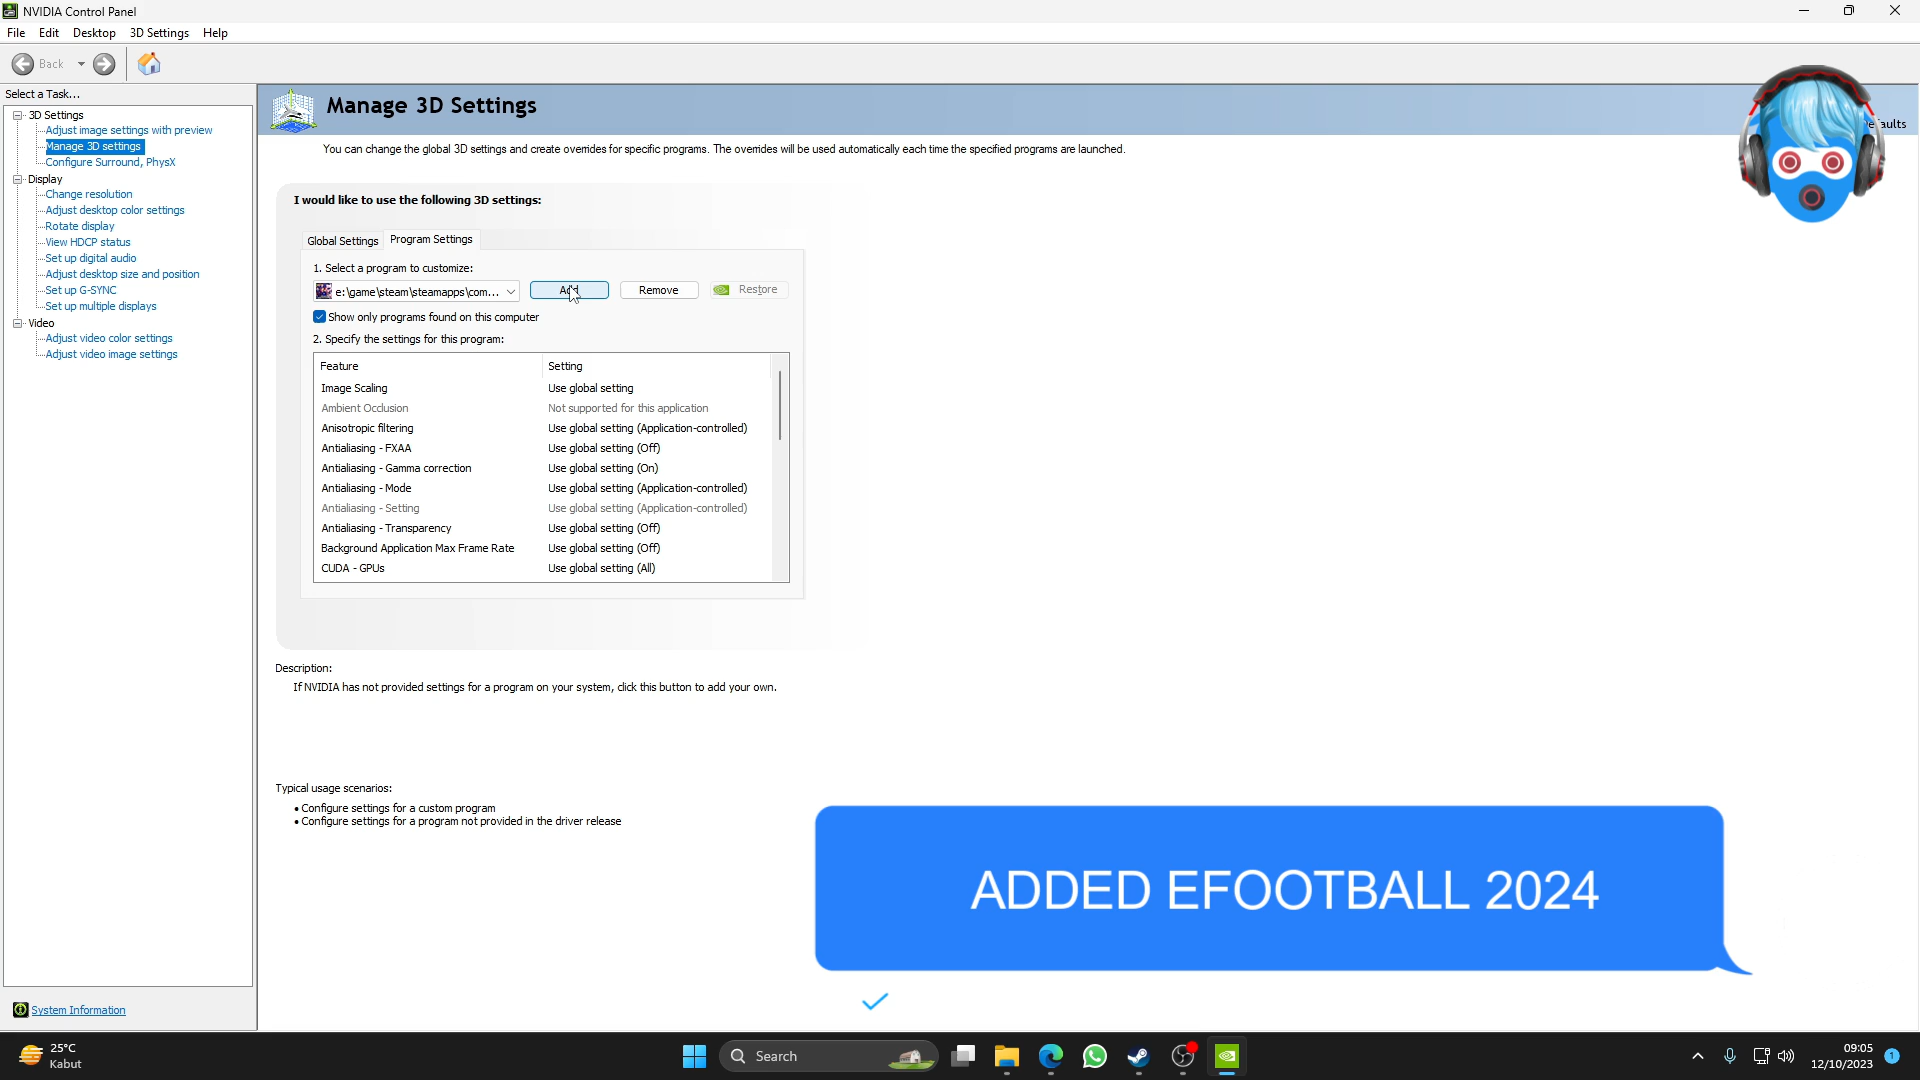 NVIDIA Control Panel
File Edit Desktop 3D Settings Help
Back
Select a Task...
3D Settings
Adjust image settings with preview
Manage 3D settings
Configure Surround, PhysX
Display
Change resolution
Adjust desktop color settings
Rotate display
View HDCP status
Set up digital audio
Adjust desktop size and position
Set up G-SYNC
Set up multiple displays
Video
Adjust video color settings
Adjust video image settings
System Information
Manage 3D Settings
You can change the global 3D settings and create overrides for specific programs. The overrides will be used automatically each time the specified programs are launched.
I would like to use the following 3D settings:
Global Settings Program Settings
1. Select a program to customize:
e:\game\steam\steamapps\com... Add Remove Restore
Show only programs found on this computer
2. Specify the settings for this program:
Feature Setting
Image Scaling Use global setting
Ambient Occlusion Not supported for this application
Anisotropic filtering Use global setting (Application-controlled)
Antialiasing - FXAA Use global setting (Off)
Antialiasing - Gamma correction Use global setting (On)
Antialiasing - Mode Use global setting (Application-controlled)
Antialiasing - Setting Use global setting (Application-controlled)
Antialiasing - Transparency Use global setting (Off)
Background Application Max Frame Rate Use global setting (Off)
CUDA - GPUs Use global setting (All)
Description:
If NVIDIA has not provided settings for a program on your system, click this button to add your own.
Typical usage scenarios:
• Configure settings for a custom program
• Configure settings for a program not provided in the driver release
ADDED EFOOTBALL 2024
25°C
Kabut
Search
09:05
12/10/2023
1